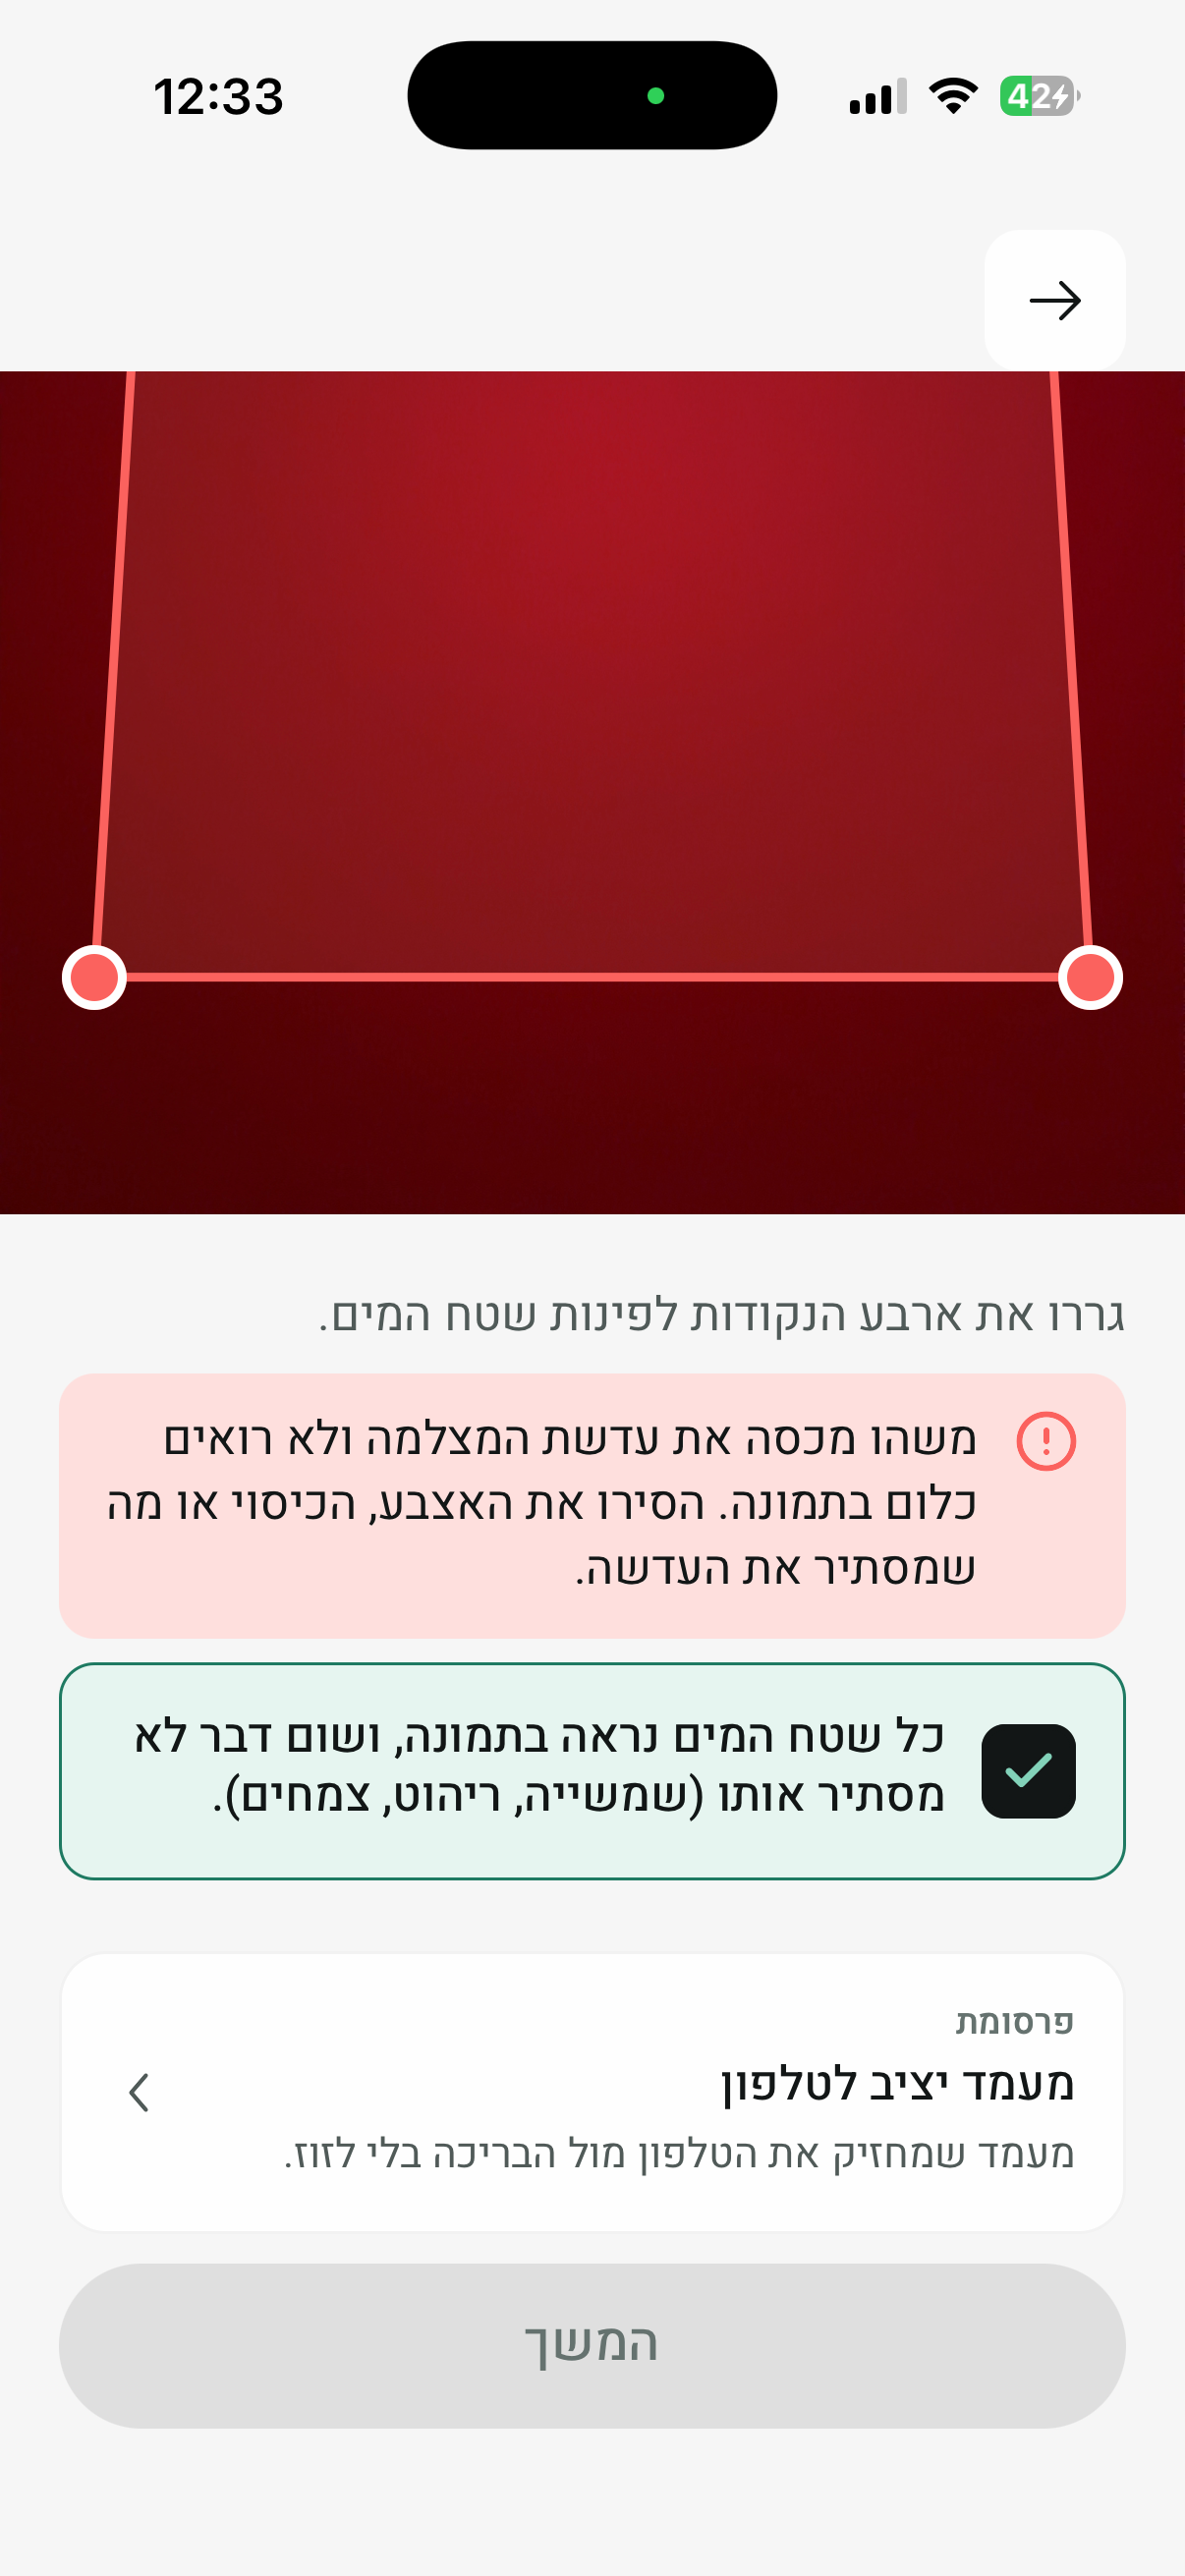 12:33
42
גררו את ארבע הנקודות לפינות שטח המים.
משהו מכסה את עדשת המצלמה ולא רואים
כלום בתמונה. הסירו את האצבע, הכיסוי או מה
שמסתיר את העדשה.
כל שטח המים נראה בתמונה, ושום דבר לא
מסתיר אותו (שמשייה, ריהוט, צמחים).
פרסומת
מעמד יציב לטלפון
מעמד שמחזיק את הטלפון מול הבריכה בלי לזוז.
המשך